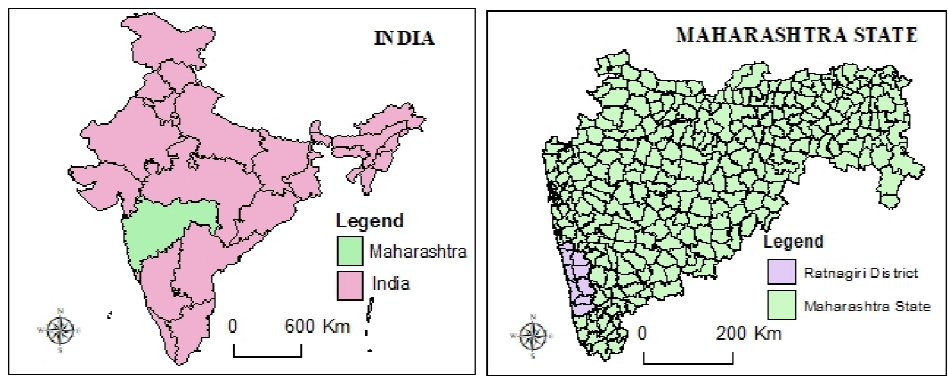 INDIA
Legend
Maharashtra
India
0 600 Km
N
W E
S
MAHARASHTRA STATE
Legend
Ratnagiri District
Maharashtra State
0 200 Km
N
W E
S